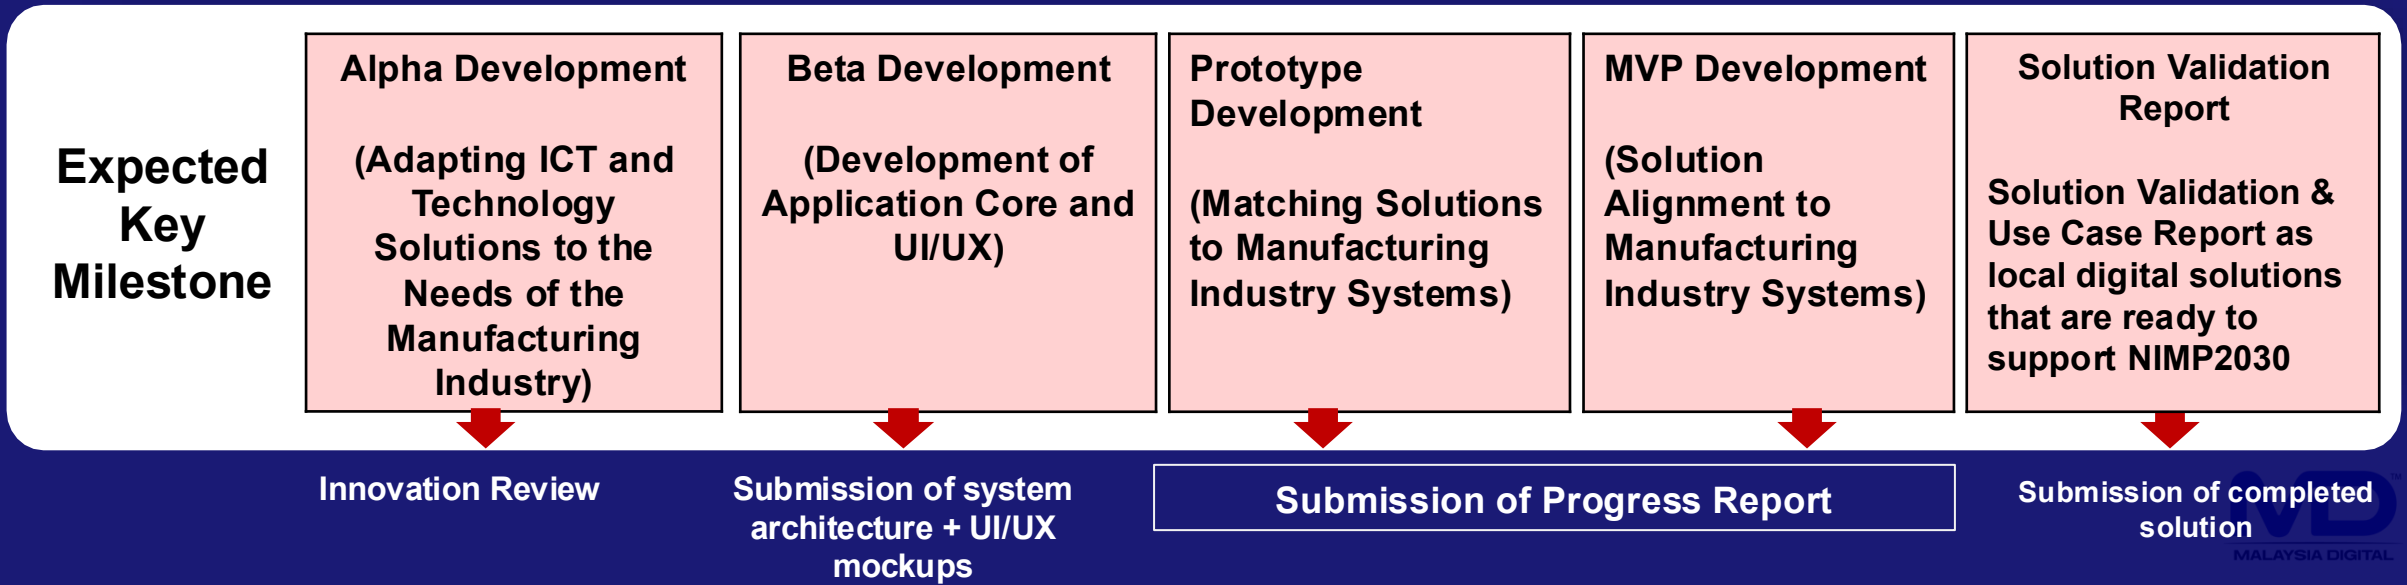 Expected
Key
Milestone
Alpha Development
(Adapting ICT and
Technology
Solutions to the
Needs of the
Manufacturing
Industry)
Beta Development
(Development of
Application Core and
UI/UX)
Prototype
Development
(Matching Solutions
to Manufacturing
Industry Systems)
MVP Development
(Solution
Alignment to
Manufacturing
Industry Systems)
Solution Validation
Report
Solution Validation &
Use Case Report as
local digital solutions
that are ready to
support NIMP2030
Innovation Review
Submission of system
architecture + UI/UX
mockups
Submission of Progress Report
Submission of completed
solution
MD™
MALAYSIA DIGITAL